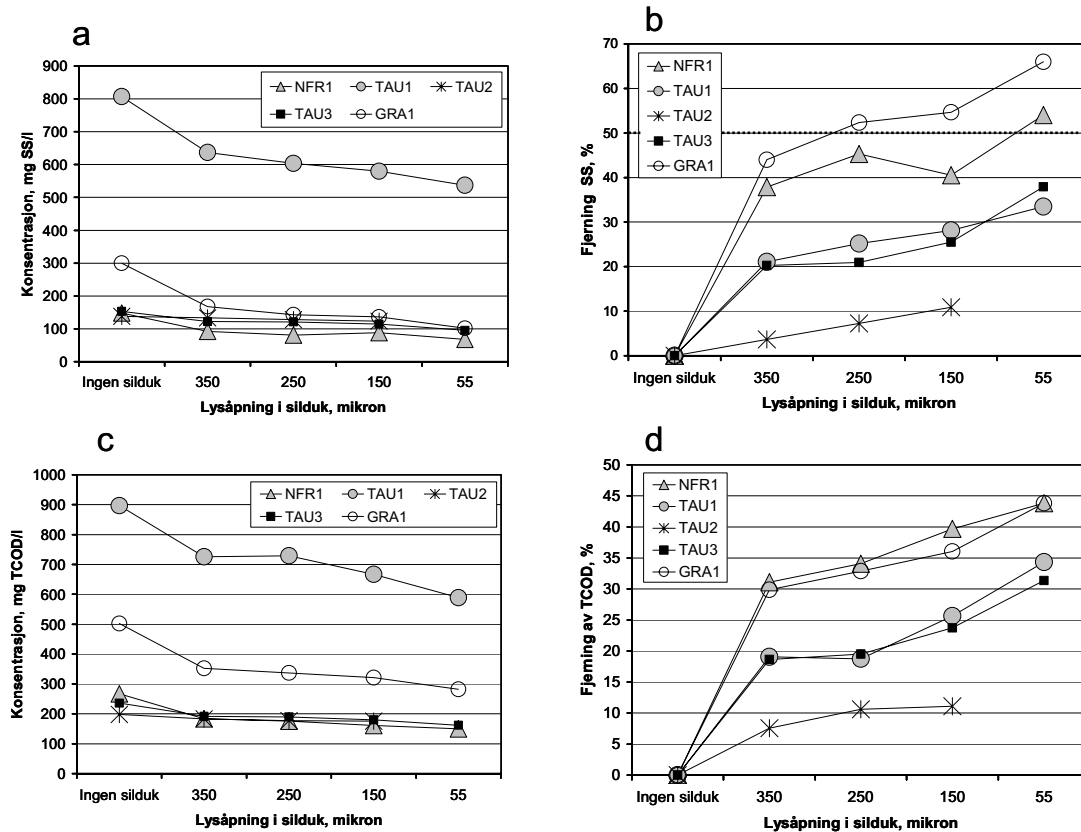 a
Konsentrasjon, mg SS/l
900
800
700
600
500
400
300
200
100
0
NFR1 TAU1 TAU2
TAU3 GRA1
Ingen silduk 350 250 150 55
Lysåpning i silduk, mikron
b
Fjerning SS, %
70
60
50
40
30
20
10
0
NFR1
TAU1
TAU2
TAU3
GRA1
Ingen silduk 350 250 150 55
Lysåpning i silduk, mikron
c
Konsentrasjon, mg TCOD/l
1000
900
800
700
600
500
400
300
200
100
0
NFR1 TAU1 TAU2
TAU3 GRA1
Ingen silduk 350 250 150 55
Lysåpning i silduk, mikron
d
Fjerning av TCOD, %
50
45
40
35
30
25
20
15
10
5
0
NFR1
TAU1
TAU2
TAU3
GRA1
Ingen silduk 350 250 150 55
Lysåpning i silduk, mikron